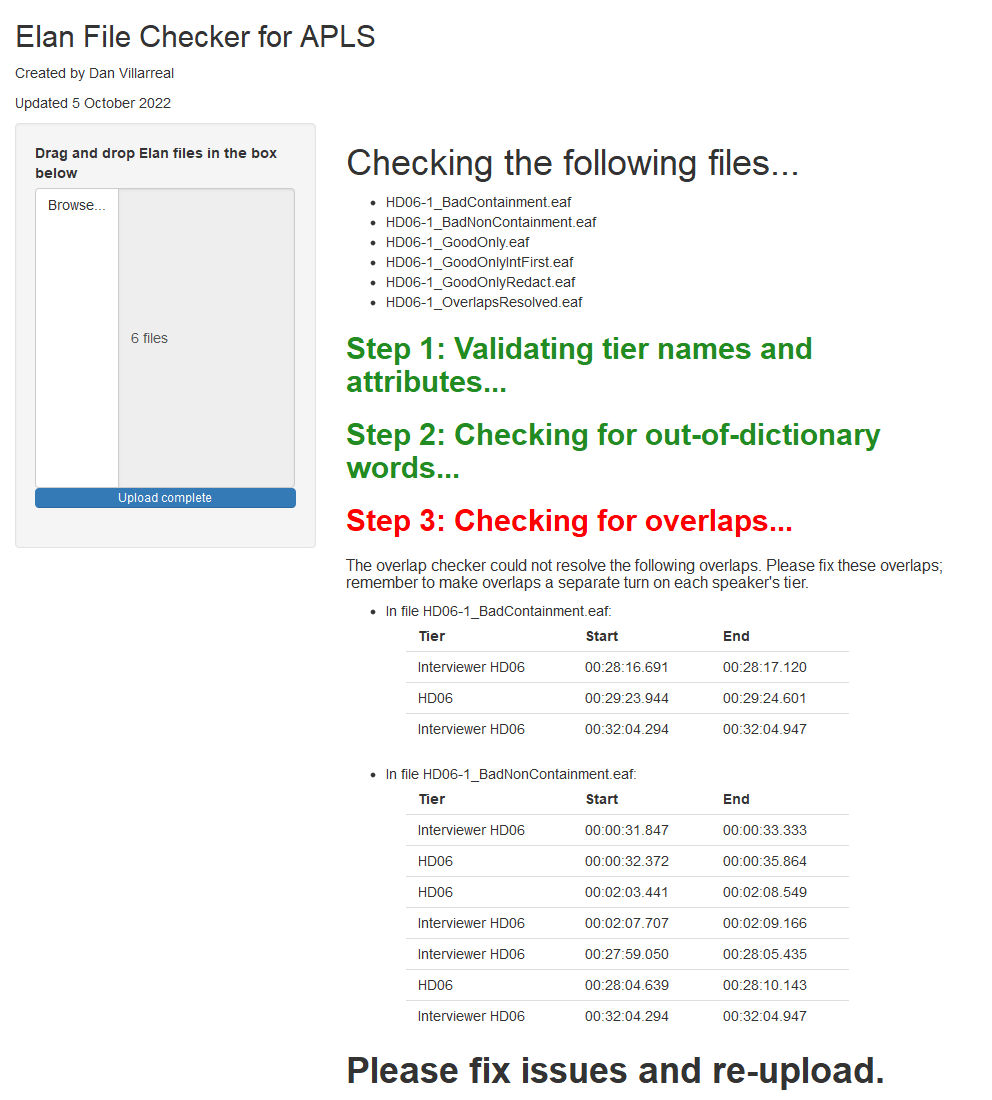 Elan File Checker for APLS
Created by Dan Villarreal
Updated 5 October 2022
Drag and drop Elan files in the box
below
Browse...
6 files
Upload complete
Checking the following files...
HD06-1_BadContainment.eaf
HD06-1_BadNonContainment.eaf
HD06-1_GoodOnly.eaf
HD06-1_GoodOnlyIntFirst.eaf
HD06-1_GoodOnlyRedact.eaf
HD06-1_OverlapsResolved.eaf
Step 1: Validating tier names and
attributes...
Step 2: Checking for out-of-dictionary
words...
Step 3: Checking for overlaps...
The overlap checker could not resolve the following overlaps. Please fix these overlaps;
remember to make overlaps a separate turn on each speaker's tier.
In file HD06-1_BadContainment.eaf:
Tier Start End
Interviewer HD06 00:28:16.691 00:28:17.120
HD06 00:29:23.944 00:29:24.601
Interviewer HD06 00:32:04.294 00:32:04.947
In file HD06-1_BadNonContainment.eaf:
Tier Start End
Interviewer HD06 00:00:31.847 00:00:33.333
HD06 00:00:32.372 00:00:35.864
HD06 00:02:03.441 00:02:08.549
Interviewer HD06 00:02:07.707 00:02:09.166
Interviewer HD06 00:27:59.050 00:28:05.435
HD06 00:28:04.639 00:28:10.143
Interviewer HD06 00:32:04.294 00:32:04.947
Please fix issues and re-upload.